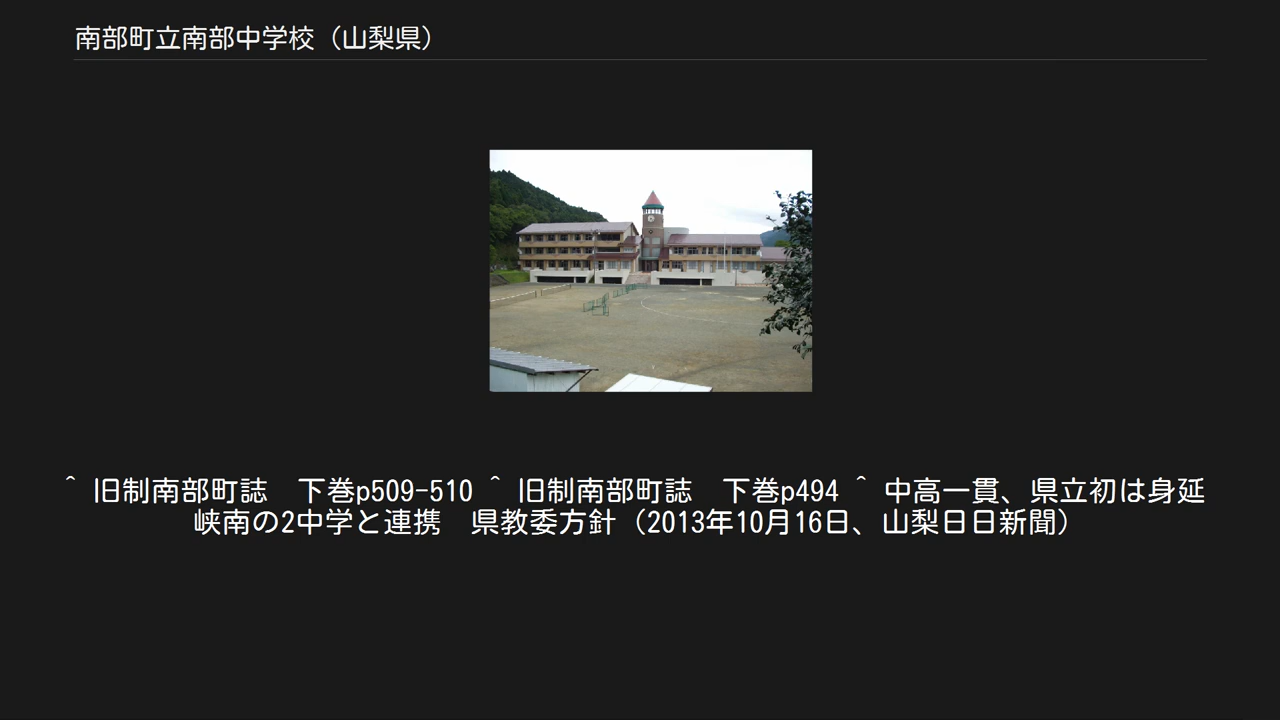 南部町立南部中学校（山梨県）
^ 旧制南部町誌　下巻p509-510 ^ 旧制南部町誌　下巻p494 ^ 中高一貫、県立初は身延
峡南の2中学と連携　県教委方針（2013年10月16日、山梨日日新聞）